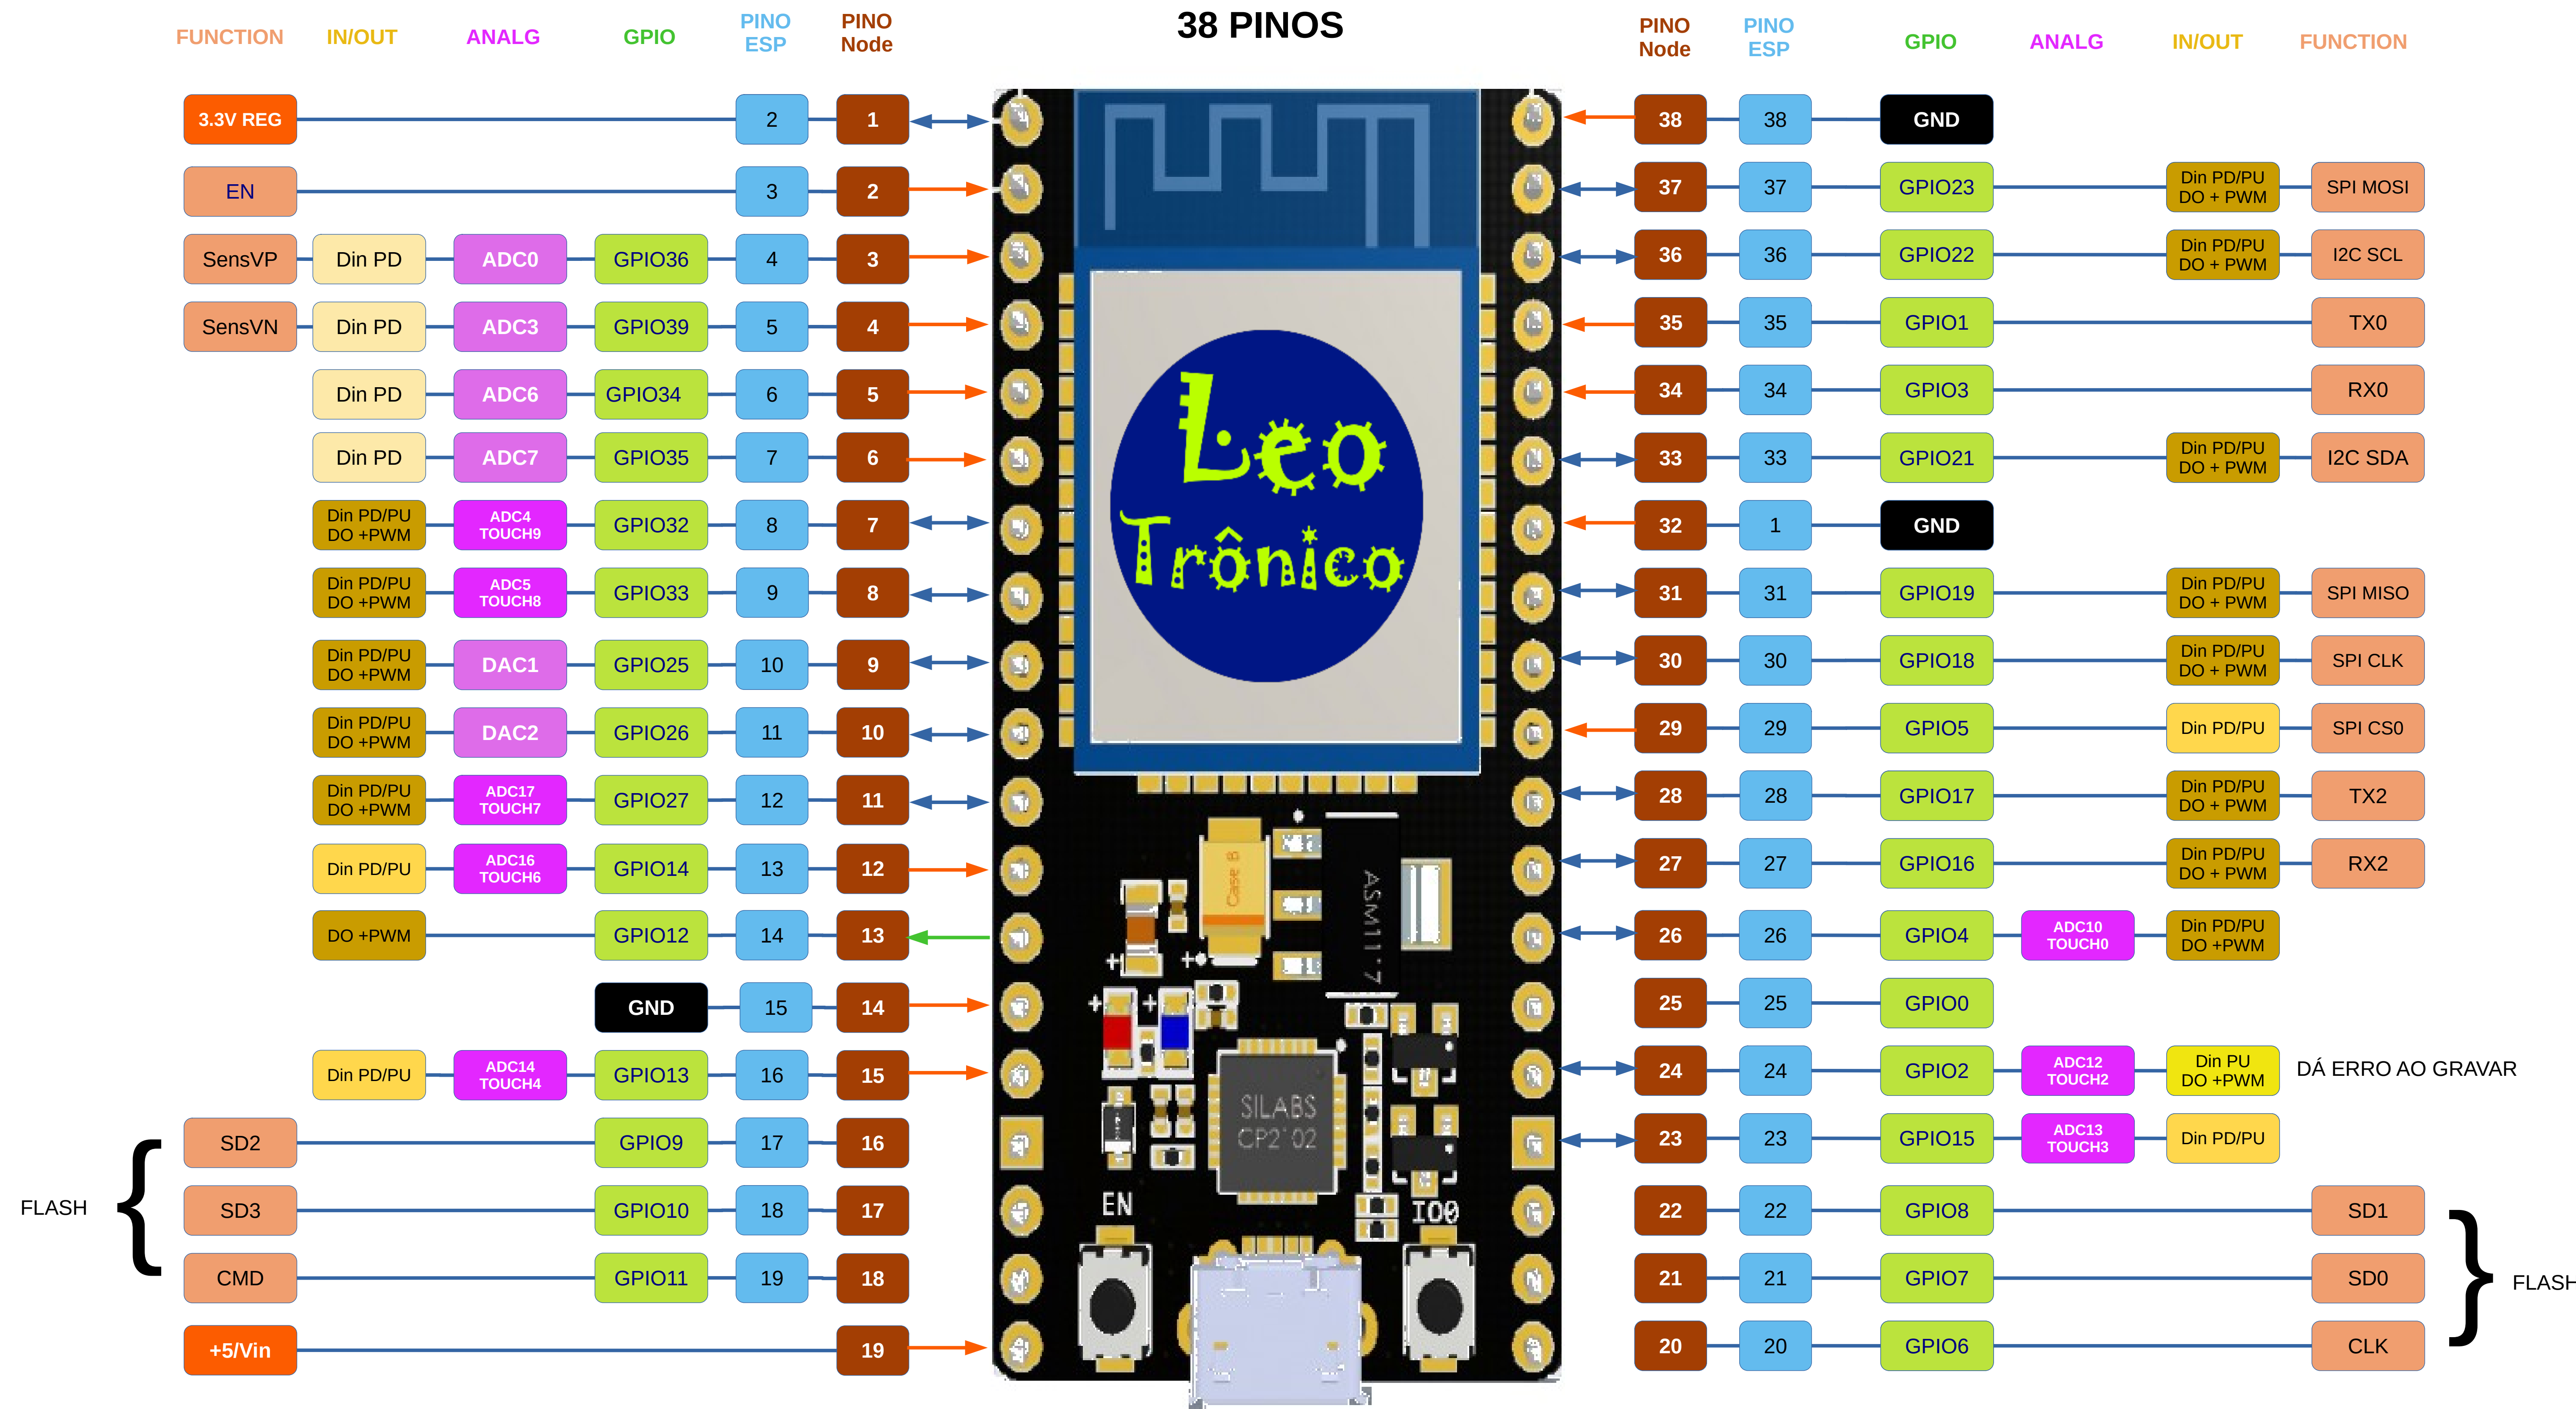 38 PINOS
FUNCTION IN/OUT ANALG GPIO PINO ESP PINO Node
PINO Node PINO ESP GPIO ANALG IN/OUT FUNCTION
3.3V REG 2 1
EN 3 2
SensVP Din PD ADC0 GPIO36 4 3
SensVN Din PD ADC3 GPIO39 5 4
Din PD ADC6 GPIO34 6 5
Din PD ADC7 GPIO35 7 6
Din PD/PU DO +PWM ADC4 TOUCH9 GPIO32 8 7
Din PD/PU DO +PWM ADC5 TOUCH8 GPIO33 9 8
Din PD/PU DO +PWM DAC1 GPIO25 10 9
Din PD/PU DO +PWM DAC2 GPIO26 11 10
Din PD/PU DO +PWM ADC17 TOUCH7 GPIO27 12 11
Din PD/PU ADC16 TOUCH6 GPIO14 13 12
DO +PWM GPIO12 14 13
GND 15 14
Din PD/PU ADC14 TOUCH4 GPIO13 16 15
SD2 GPIO9 17 16
FLASH { SD3 GPIO10 18 17
CMD GPIO11 19 18
+5/Vin 19
Leo
Trônico
Case B
ASM1117
SILABS
CP2102
EN
IO0
38 38 GND
37 37 GPIO23 Din PD/PU DO + PWM SPI MOSI
36 36 GPIO22 Din PD/PU DO + PWM I2C SCL
35 35 GPIO1 TX0
34 34 GPIO3 RX0
33 33 GPIO21 Din PD/PU DO + PWM I2C SDA
32 1 GND
31 31 GPIO19 Din PD/PU DO + PWM SPI MISO
30 30 GPIO18 Din PD/PU DO + PWM SPI CLK
29 29 GPIO5 Din PD/PU SPI CS0
28 28 GPIO17 Din PD/PU DO + PWM TX2
27 27 GPIO16 Din PD/PU DO + PWM RX2
26 26 GPIO4 ADC10 TOUCH0 Din PD/PU DO +PWM
25 25 GPIO0
24 24 GPIO2 ADC12 TOUCH2 Din PU DO +PWM DÁ ERRO AO GRAVAR
23 23 GPIO15 ADC13 TOUCH3 Din PD/PU
22 22 GPIO8 SD1
21 21 GPIO7 SD0 } FLASH
20 20 GPIO6 CLK